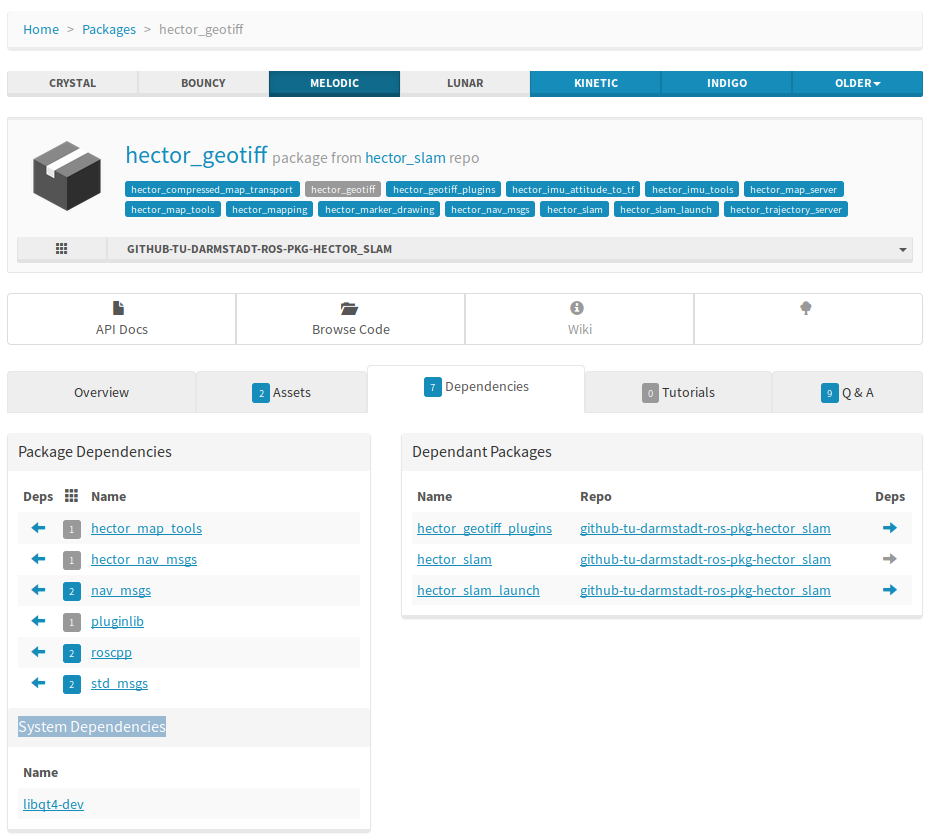 Home > Packages > hector_geotiff
CRYSTAL BOUNCY MELODIC LUNAR KINETIC INDIGO OLDER
hector_geotiff package from hector_slam repo
hector_compressed_map_transport hector_geotiff hector_geotiff_plugins hector_imu_attitude_to_tf hector_imu_tools hector_map_server
hector_map_tools hector_mapping hector_marker_drawing hector_nav_msgs hector_slam hector_slam_launch hector_trajectory_server
GITHUB-TU-DARMSTADT-ROS-PKG-HECTOR_SLAM
API Docs Browse Code Wiki
Overview 2 Assets 7 Dependencies 0 Tutorials 9 Q & A
Package Dependencies
Deps Name
1 hector_map_tools
1 hector_nav_msgs
2 nav_msgs
1 pluginlib
2 roscpp
2 std_msgs
System Dependencies
Name
libqt4-dev
Dependant Packages
Name Repo Deps
hector_geotiff_plugins github-tu-darmstadt-ros-pkg-hector_slam
hector_slam github-tu-darmstadt-ros-pkg-hector_slam
hector_slam_launch github-tu-darmstadt-ros-pkg-hector_slam